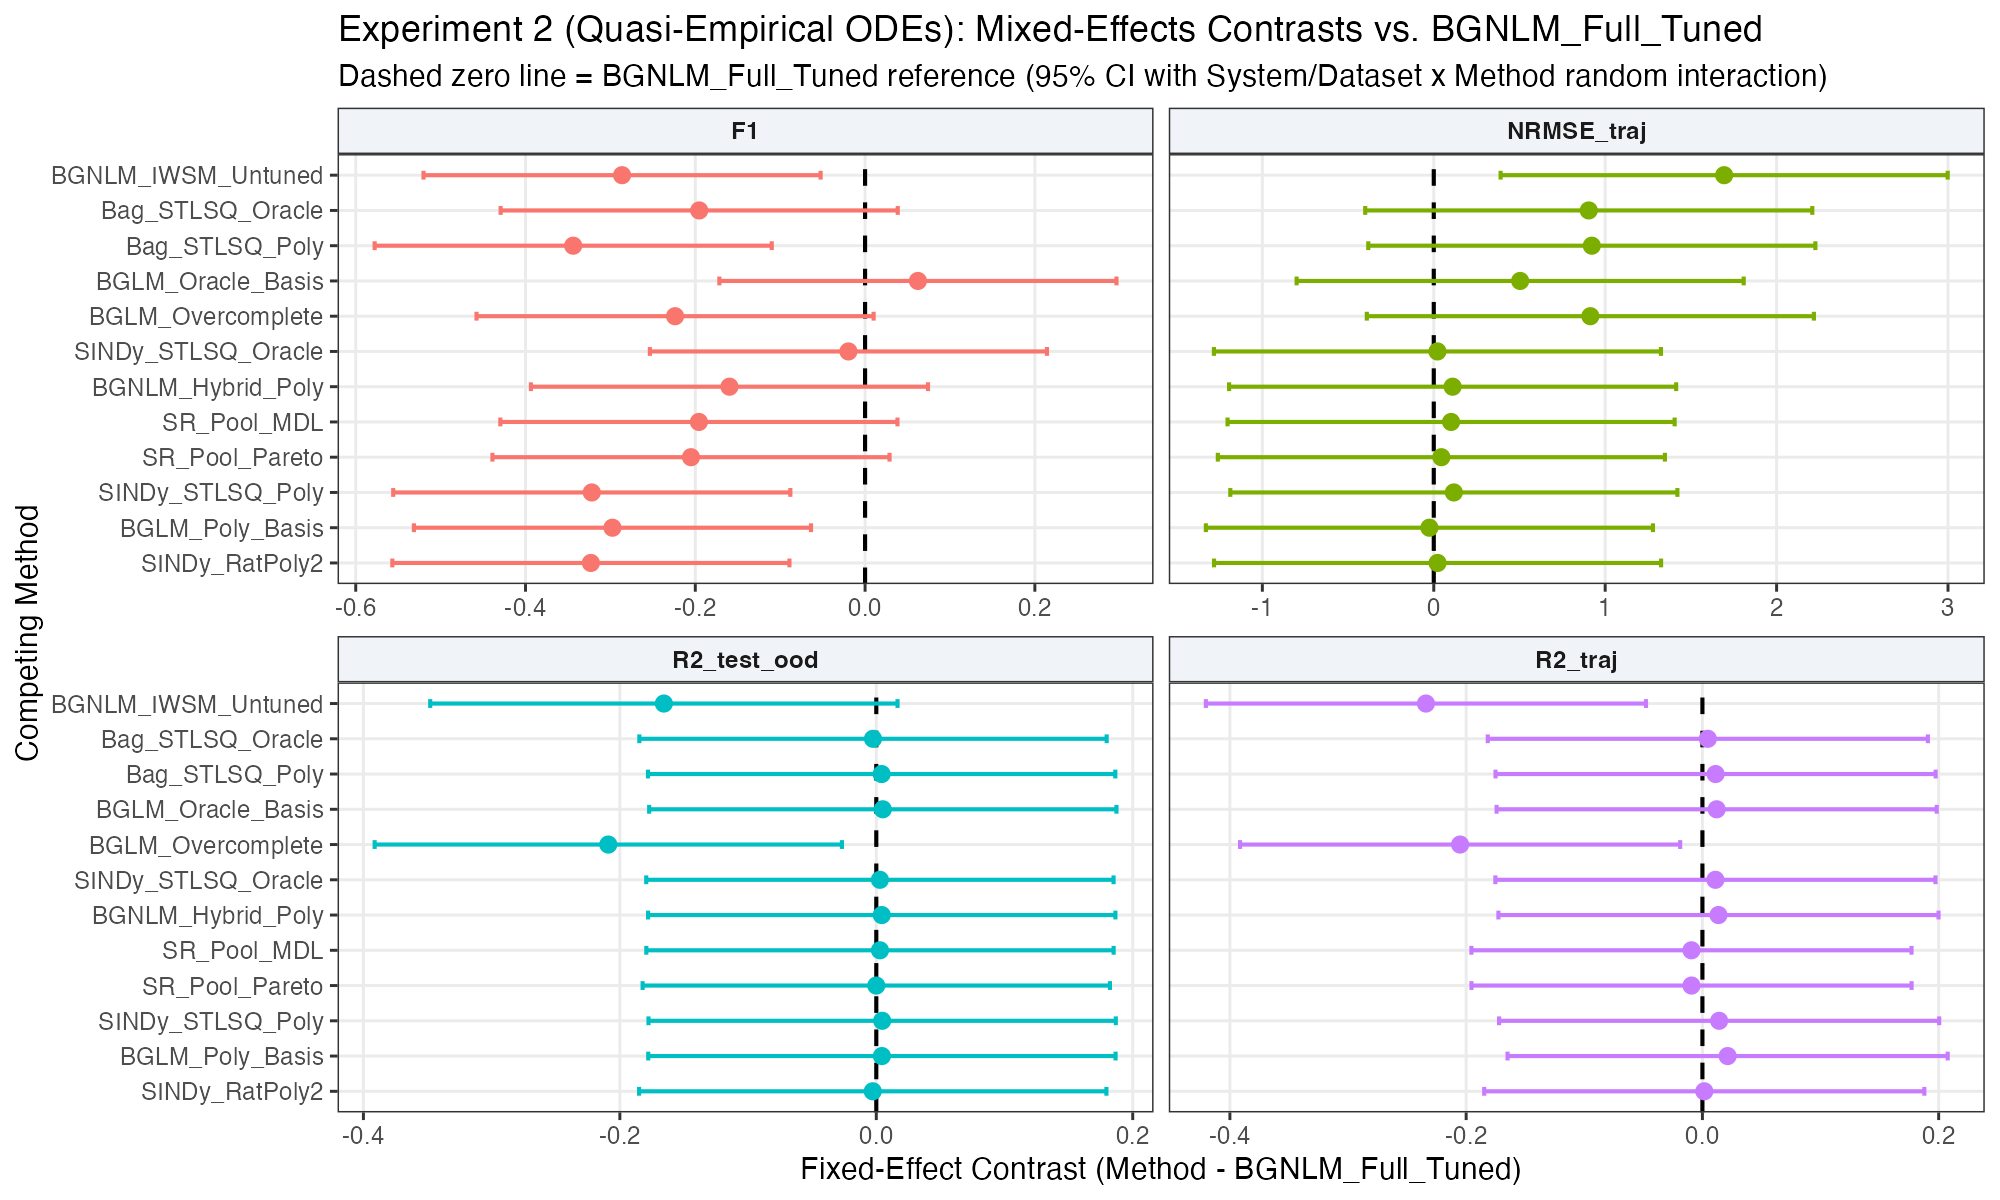 Experiment 2 (Quasi-Empirical ODEs): Mixed-Effects Contrasts vs. BGNLM_Full_Tuned
Dashed zero line = BGNLM_Full_Tuned reference (95% CI with System/Dataset x Method random interaction)
F1
NRMSE_traj
BGNLM_IWSM_Untuned
Bag_STLSQ_Oracle
Bag_STLSQ_Poly
BGLM_Oracle_Basis
BGLM_Overcomplete
SINDy_STLSQ_Oracle
BGNLM_Hybrid_Poly
SR_Pool_MDL
SR_Pool_Pareto
SINDy_STLSQ_Poly
BGLM_Poly_Basis
SINDy_RatPoly2
-0.6 -0.4 -0.2 0.0 0.2
-1 0 1 2 3
Competing Method
R2_test_ood
R2_traj
BGNLM_IWSM_Untuned
Bag_STLSQ_Oracle
Bag_STLSQ_Poly
BGLM_Oracle_Basis
BGLM_Overcomplete
SINDy_STLSQ_Oracle
BGNLM_Hybrid_Poly
SR_Pool_MDL
SR_Pool_Pareto
SINDy_STLSQ_Poly
BGLM_Poly_Basis
SINDy_RatPoly2
-0.4 -0.2 0.0 0.2
-0.4 -0.2 0.0 0.2
Fixed-Effect Contrast (Method - BGNLM_Full_Tuned)